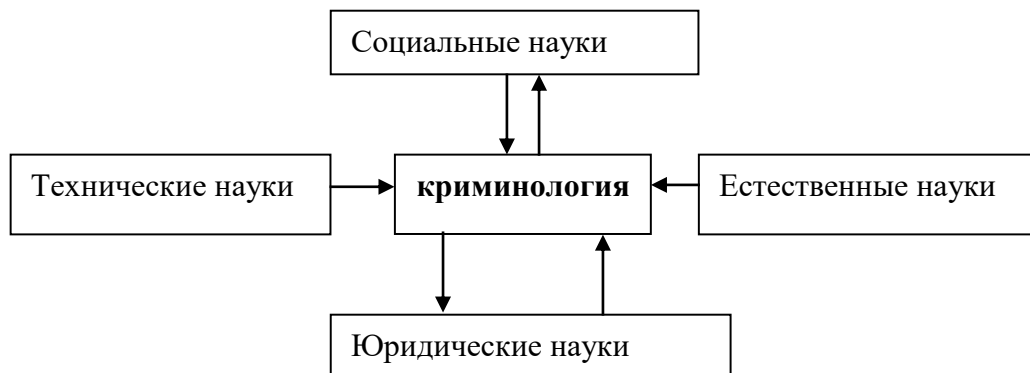 Социальные науки
Технические науки
криминология
Естественные науки
Юридические науки